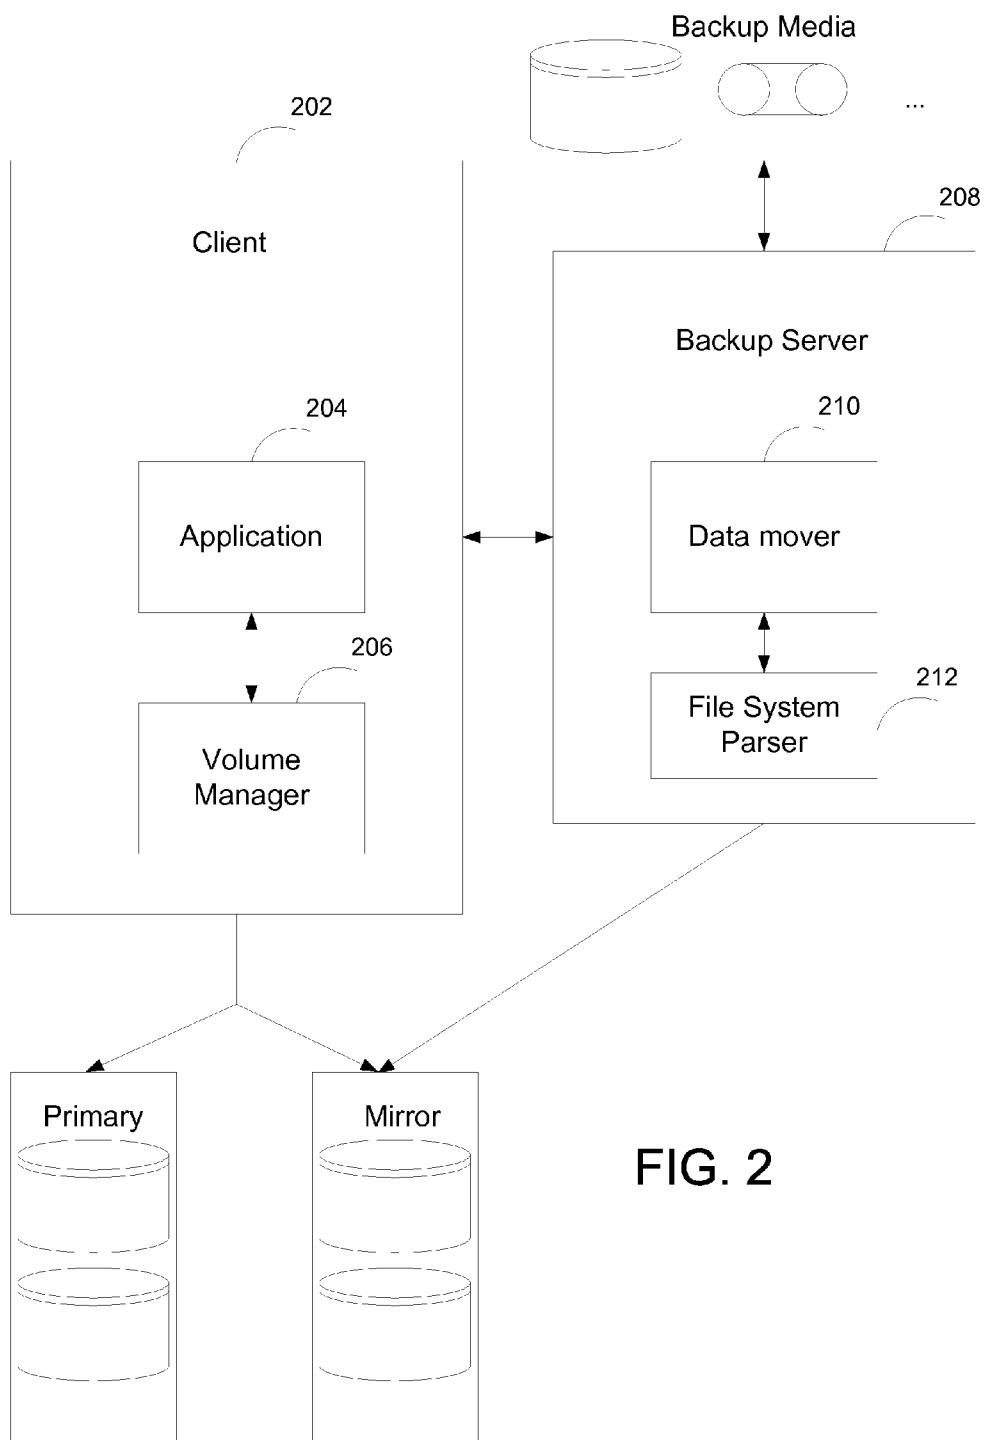 Backup Media
...
202
208
Client
Backup Server
204
210
Application
Data mover
206
212
File System
Parser
Volume
Manager
Primary
Mirror
FIG. 2